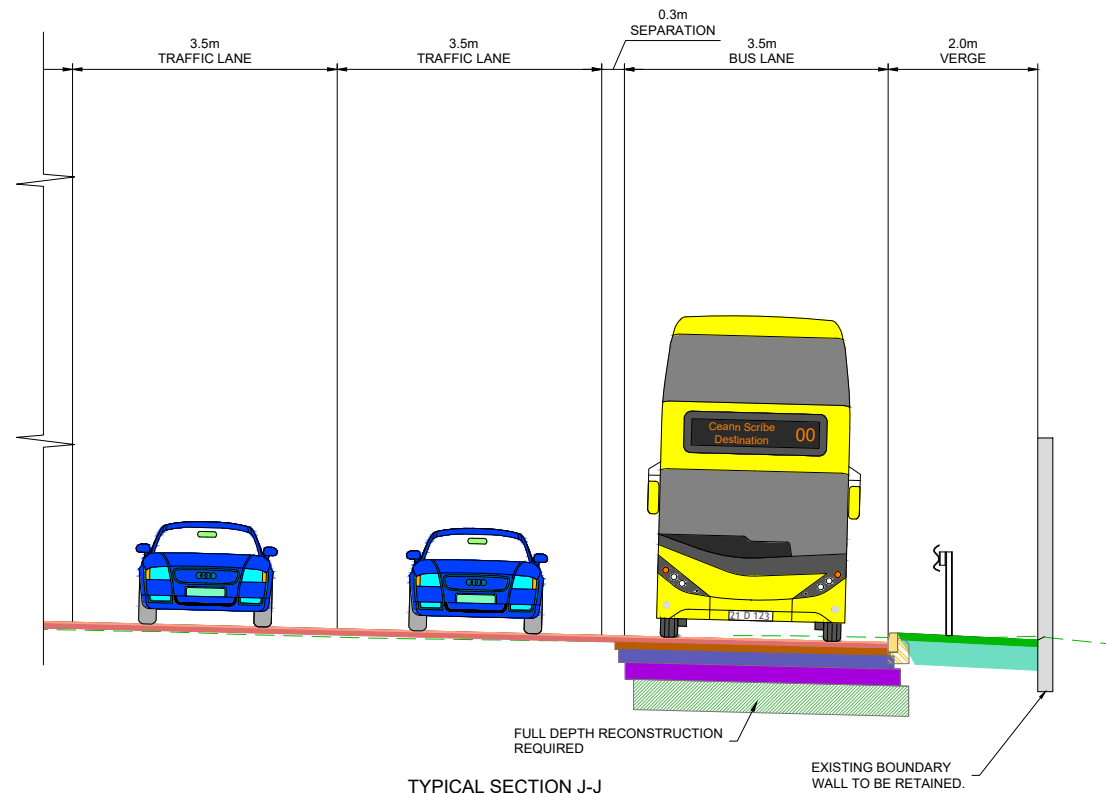 0.3m
SEPARATION
3.5m
TRAFFIC LANE
3.5m
TRAFFIC LANE
3.5m
BUS LANE
2.0m
VERGE
Ceann Scríbe
Destination
00
21 D 123
FULL DEPTH RECONSTRUCTION
REQUIRED
EXISTING BOUNDARY
WALL TO BE RETAINED.
TYPICAL SECTION J-J